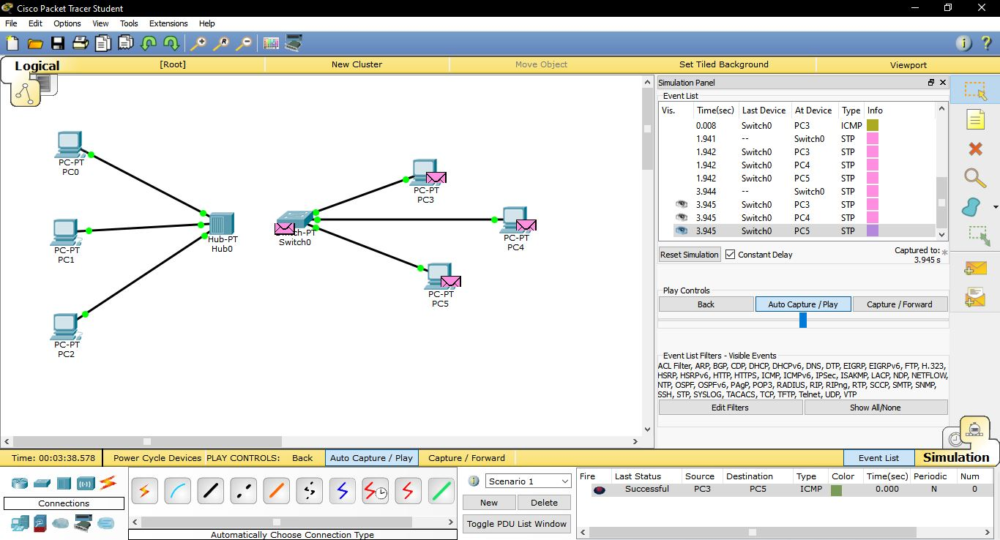 Cisco Packet Tracer Student
File Edit Options View Tools Extensions Help
Logical [Root] New Cluster Move Object Set Tiled Background Viewport
PC-PT
PC0
PC-PT
PC1
PC-PT
PC2
Hub-PT
Hub0
Switch-PT
Switch0
PC-PT
PC3
PC-PT
PC4
PC-PT
PC5
Simulation Panel
Event List
Vis. Time(sec) Last Device At Device Type Info
0.008 Switch0 PC3 ICMP
1.941 -- Switch0 STP
1.942 Switch0 PC3 STP
1.942 Switch0 PC4 STP
1.942 Switch0 PC5 STP
3.944 -- Switch0 STP
3.945 Switch0 PC3 STP
3.945 Switch0 PC4 STP
3.945 Switch0 PC5 STP
Reset Simulation Constant Delay Captured to: *
3.945 s
Play Controls
Back Auto Capture / Play Capture / Forward
Event List Filters - Visible Events
ACL Filter, ARP, BGP, CDP, DHCP, DHCPv6, DNS, DTP, EIGRP, EIGRPv6, FTP, H.323,
HSRP, HSRPv6, HTTP, HTTPS, ICMP, ICMPv6, IPSec, ISAKMP, LACP, NDP, NETFLOW,
NTP, OSPF, OSPFv6, PAgP, POP3, RADIUS, RIP, RIPng, RTP, SCCP, SMTP, SNMP,
SSH, STP, SYSLOG, TACACS, TCP, TFTP, Telnet, UDP, VTP
Edit Filters Show All/None
Time: 00:03:38.578 Power Cycle Devices PLAY CONTROLS: Back Auto Capture / Play Capture / Forward Event List Simulation
Connections
Automatically Choose Connection Type
Scenario 1
New Delete
Toggle PDU List Window
Fire Last Status Source Destination Type Color Time(sec) Periodic Num
Successful PC3 PC5 ICMP 0.000 N 0